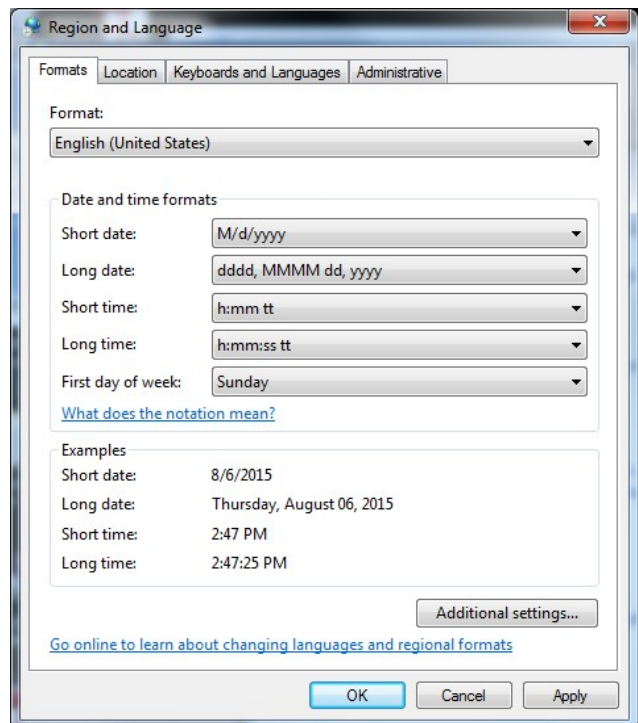 Region and Language
Formats Location Keyboards and Languages Administrative
Format:
English (United States)
Date and time formats
Short date: M/d/yyyy
Long date: dddd, MMMM dd, yyyy
Short time: h:mm tt
Long time: h:mm:ss tt
First day of week: Sunday
What does the notation mean?
Examples
Short date: 8/6/2015
Long date: Thursday, August 06, 2015
Short time: 2:47 PM
Long time: 2:47:25 PM
Additional settings...
Go online to learn about changing languages and regional formats
OK Cancel Apply